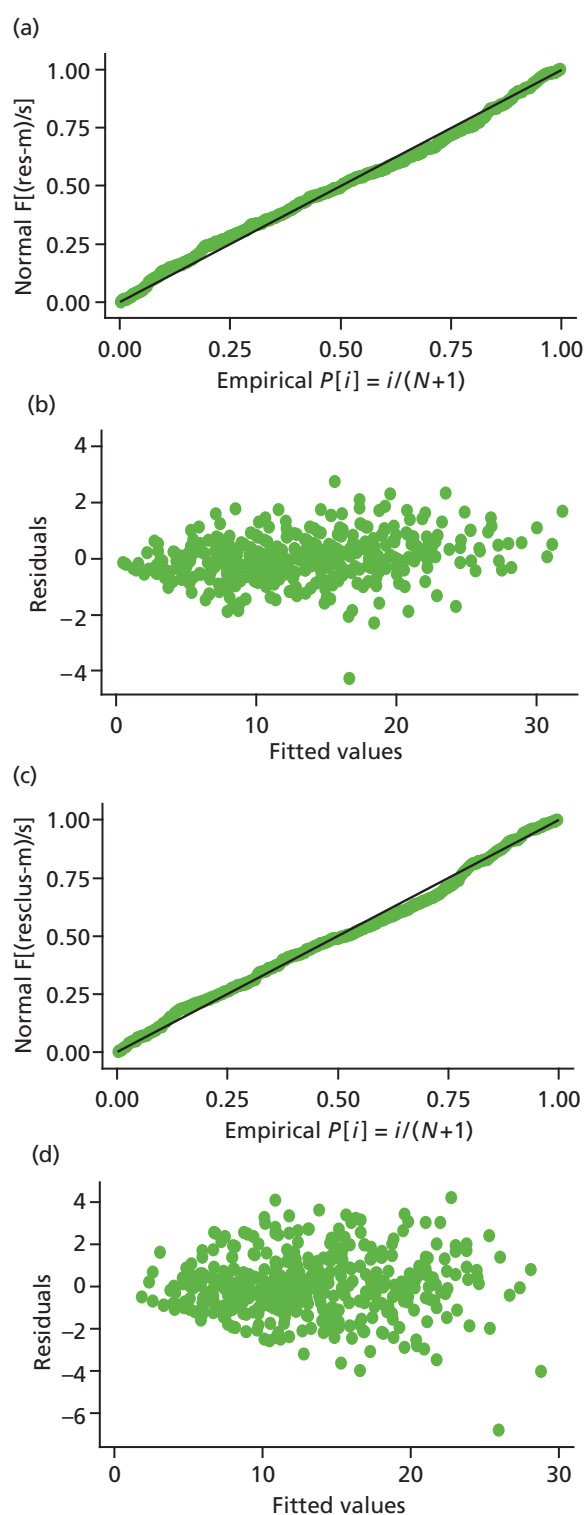 (a)
Normal F[(res-m)/s]
1.00
0.75
0.50
0.25
0.00
0.00 0.25 0.50 0.75 1.00
Empirical P[i] = i/(N+1)
(b)
Residuals
4
2
0
−2
−4
0 10 20 30
Fitted values
(c)
Normal F[(resclus-m)/s]
1.00
0.75
0.50
0.25
0.00
0.00 0.25 0.50 0.75 1.00
Empirical P[i] = i/(N+1)
(d)
Residuals
4
2
0
−2
−4
−6
0 10 20 30
Fitted values